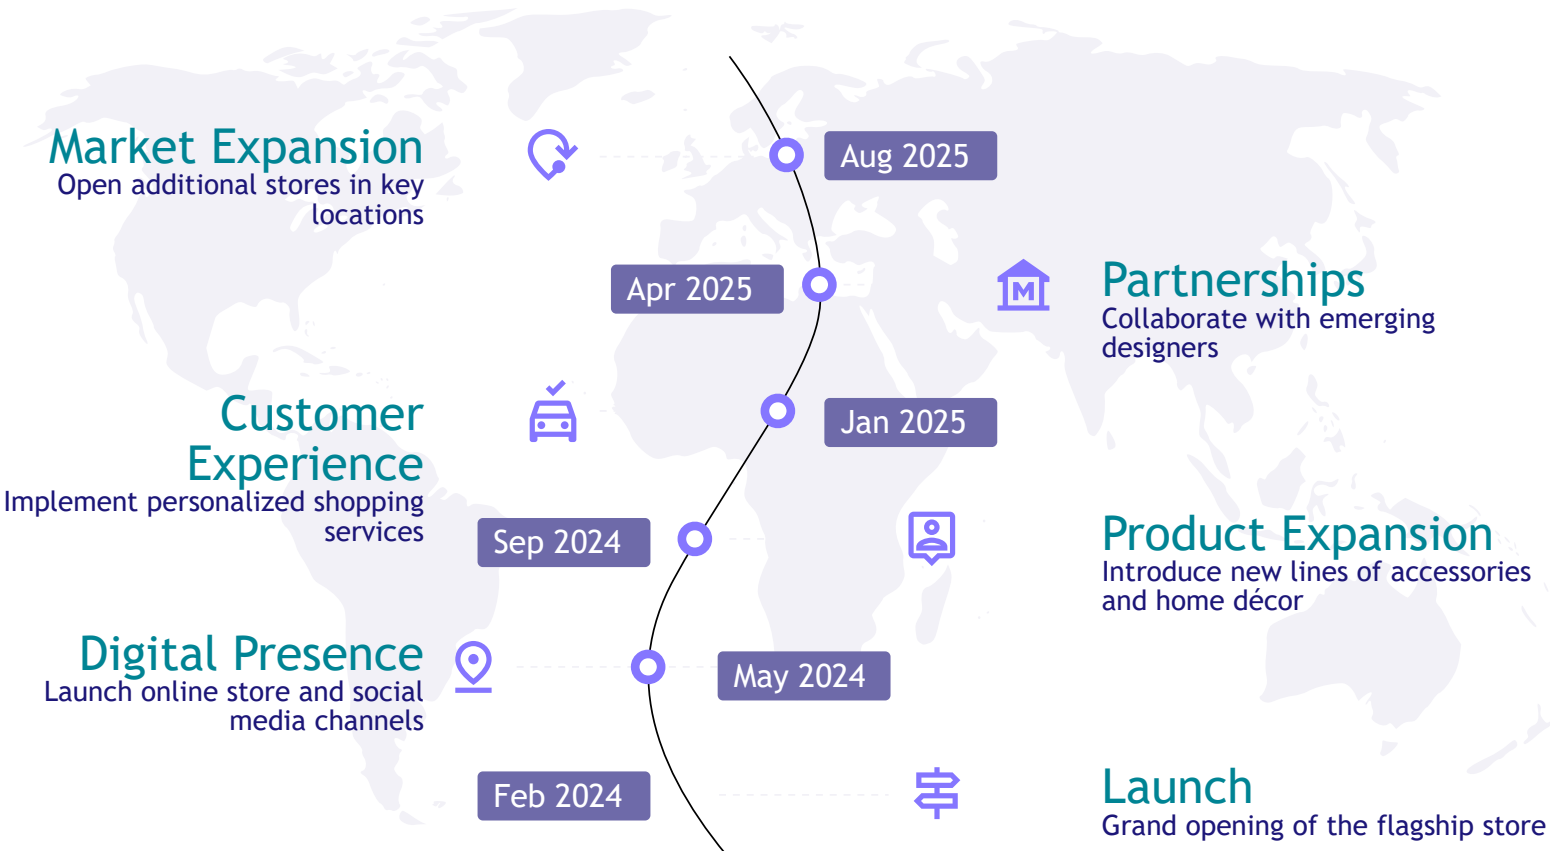 Market Expansion
Open additional stores in key
locations
Aug 2025
Apr 2025
M
Partnerships
Collaborate with emerging
designers
Customer
Experience
Implement personalized shopping
services
Jan 2025
Sep 2024
Product Expansion
Introduce new lines of accessories
and home décor
Digital Presence
Launch online store and social
media channels
May 2024
Feb 2024
Launch
Grand opening of the flagship store